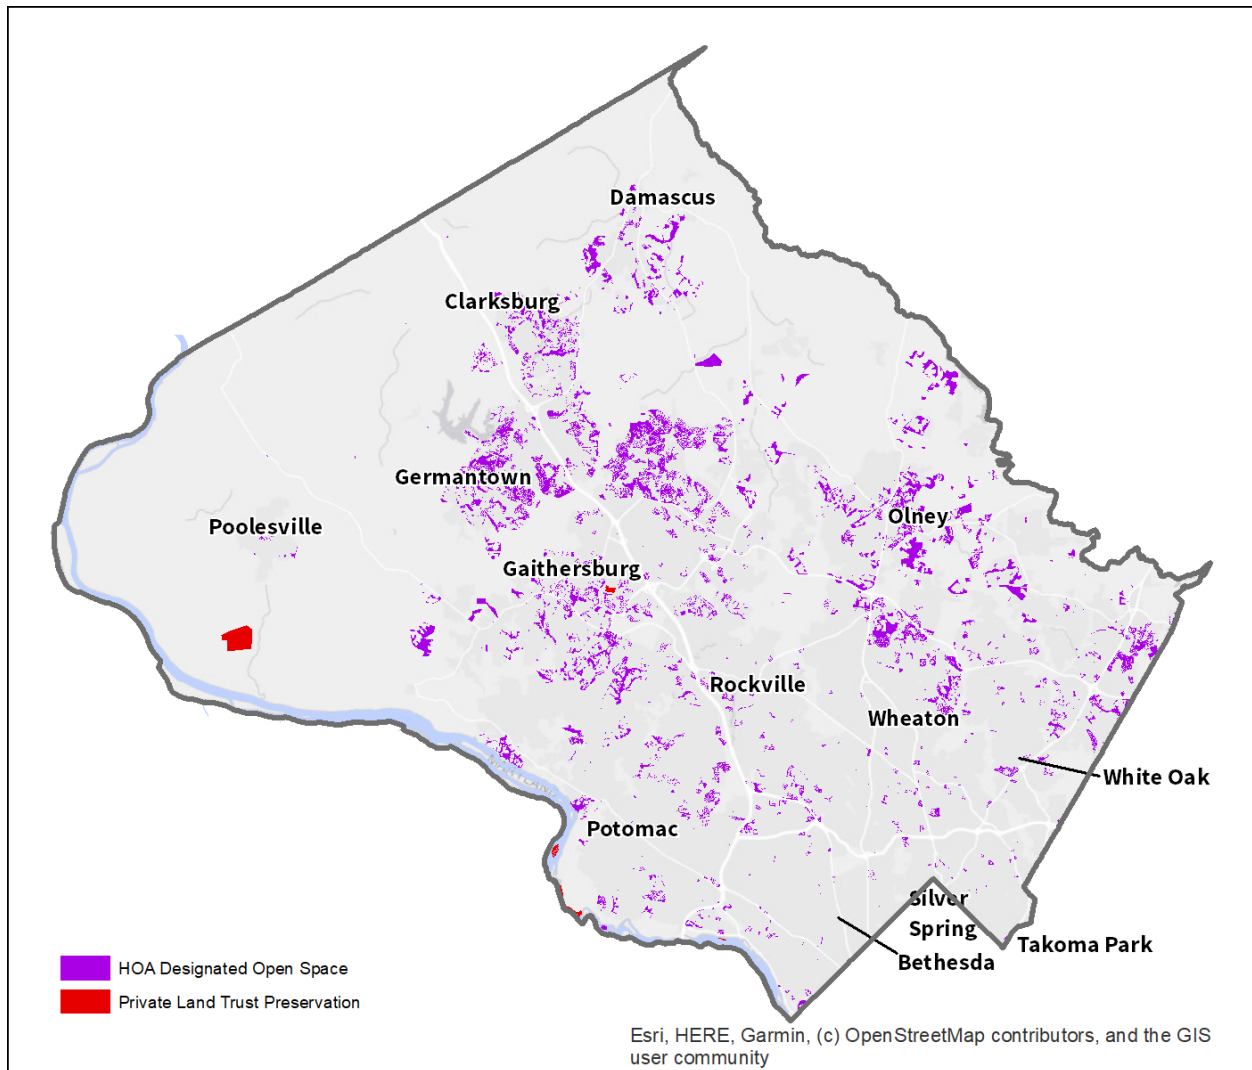 Damascus
Clarksburg
Germantown
Poolesville
Olney
Gaithersburg
Rockville
Wheaton
White Oak
MARYLAND
Potomac
Silver
Spring
Takoma Park
Bethesda
HOA Designated Open Space
Private Land Trust Preservation
Esri, HERE, Garmin, (c) OpenStreetMap contributors, and the GIS
user community